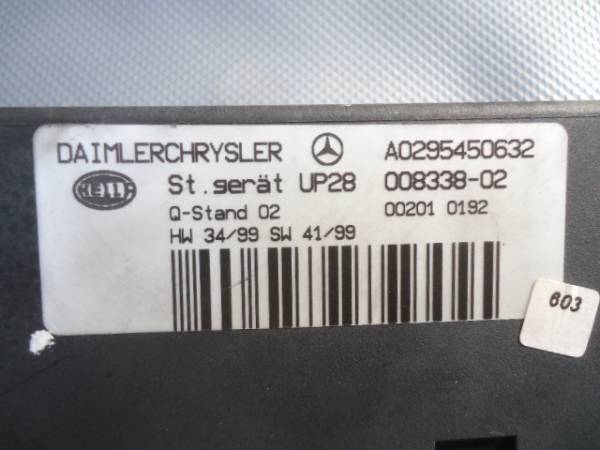 DAIMLERCHRYSLER A0295450632
HELLA St.gerät UP28 008338-02
Q-Stand 02 00201 0192
HW 34/99 SW 41/99
603